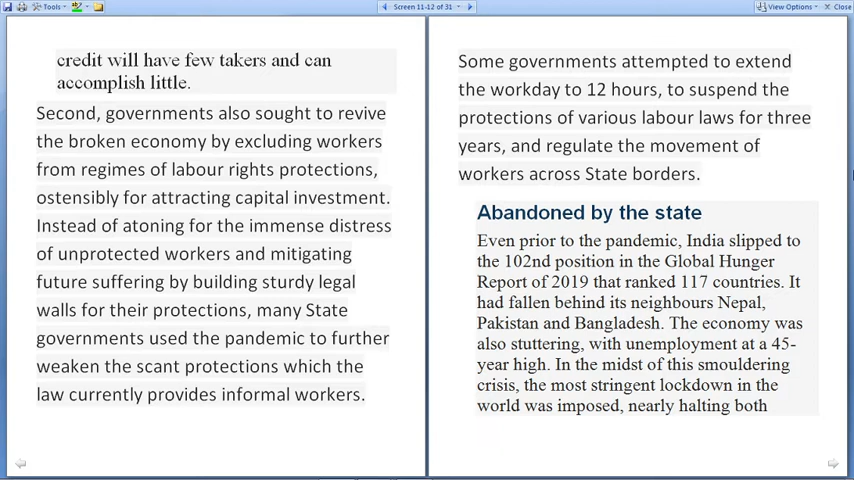 Tools
Screen 11-12 of 31
View Options
Close
credit will have few takers and can
accomplish little.
Second, governments also sought to revive
the broken economy by excluding workers
from regimes of labour rights protections,
ostensibly for attracting capital investment.
Instead of atoning for the immense distress
of unprotected workers and mitigating
future suffering by building sturdy legal
walls for their protections, many State
governments used the pandemic to further
weaken the scant protections which the
law currently provides informal workers.
Some governments attempted to extend
the workday to 12 hours, to suspend the
protections of various labour laws for three
years, and regulate the movement of
workers across State borders.
Abandoned by the state
Even prior to the pandemic, India slipped to
the 102nd position in the Global Hunger
Report of 2019 that ranked 117 countries. It
had fallen behind its neighbours Nepal,
Pakistan and Bangladesh. The economy was
also stuttering, with unemployment at a 45-
year high. In the midst of this smouldering
crisis, the most stringent lockdown in the
world was imposed, nearly halting both